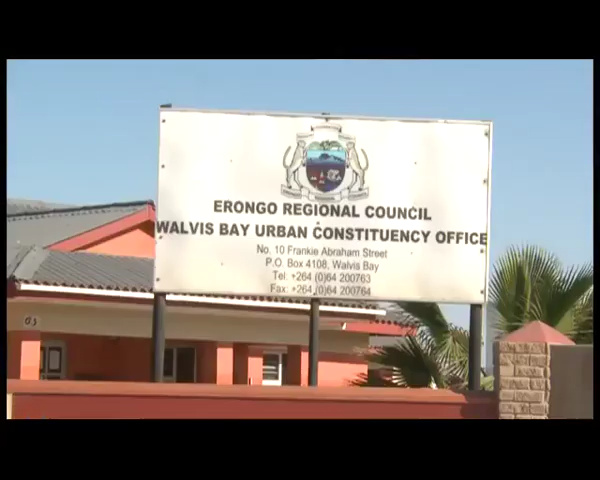 ERONGO REGIONAL COUNCIL
WALVIS BAY URBAN CONSTITUENCY OFFICE
No. 10 Frankie Abraham Street
P.O. Box 4108, Walvis Bay
Tel: +264 (0)64 200763
Fax: +264 (0)64 200764